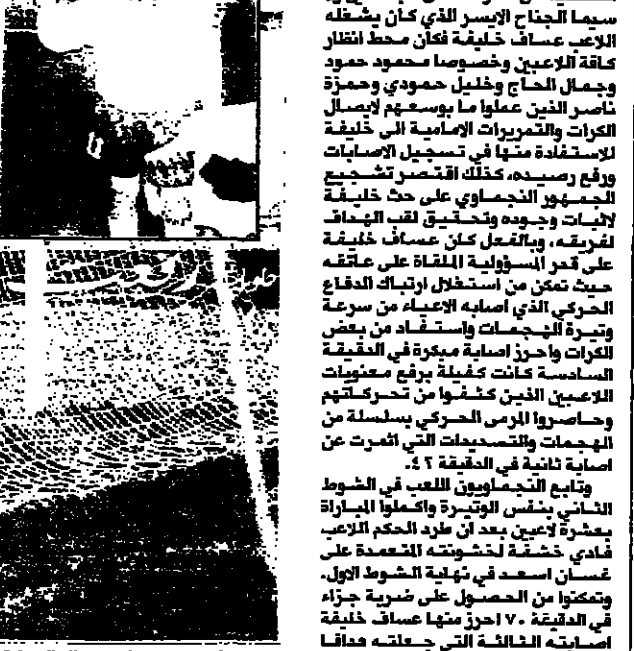 سيما الجناح الايسر الذي كان يشغله
اللاعب عساف خليفة فكان محط انظار
كافة اللاعبين وخصوصا محمود حمود
وجمال الحاج وخليل حمودي وحمزة
ناصر الذين عملوا ما بوسعهم لايصال
الكرات والتمريرات الامامية الى خليفة
للاستفادة منها في تسجيل الاصابات
ورفع رصيده، كذلك اقتصر تشجيع
الجمهور النجماوي على حث خليفة
لاثبات وجوده وتحقيق لقب الهداف
لفريقه، وبالفعل كان عساف خليفة
على قدر المسؤولية الملقاة على عاتقه
حيث تمكن من استغلال ارتباك الدفاع
الحركي الذي اصابه الاعياء من سرعة
وتيرة الهجمات واستفاد من بعض
الكرات واحرز اصابة مبكرة في الدقيقة
السادسة كانت كفيلة برفع معنويات
اللاعبين الذين كثفوا من تحركاتهم
وحاصروا المرمى الحركي بسلسلة من
الهجمات والتسديدات التي اثمرت عن
اصابة ثانية في الدقيقة ٤٢.
وتابع النجماويون اللعب في الشوط
الثاني بنفس الوتيرة واكملوا المباراة
بعشرة لاعبين بعد ان طرد الحكم اللاعب
فادي خشفة لخشونته المتعمدة على
غسان اسعد في نهاية الشوط الاول.
وتمكنوا من الحصول على ضربة جزاء
في الدقيقة ٧٠ احرز منها عساف خليفة
اصابته الثالثة التي جعلته هدافا